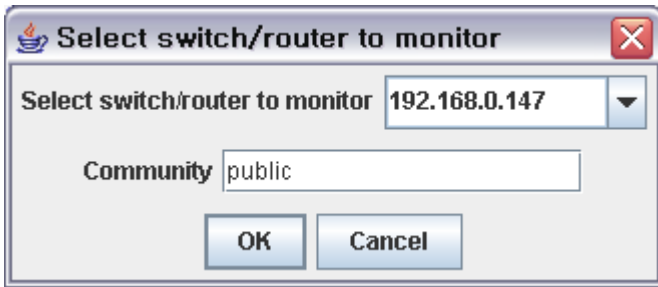 Select switch/router to monitor
Select switch/router to monitor 192.168.0.147
Community public
OK Cancel